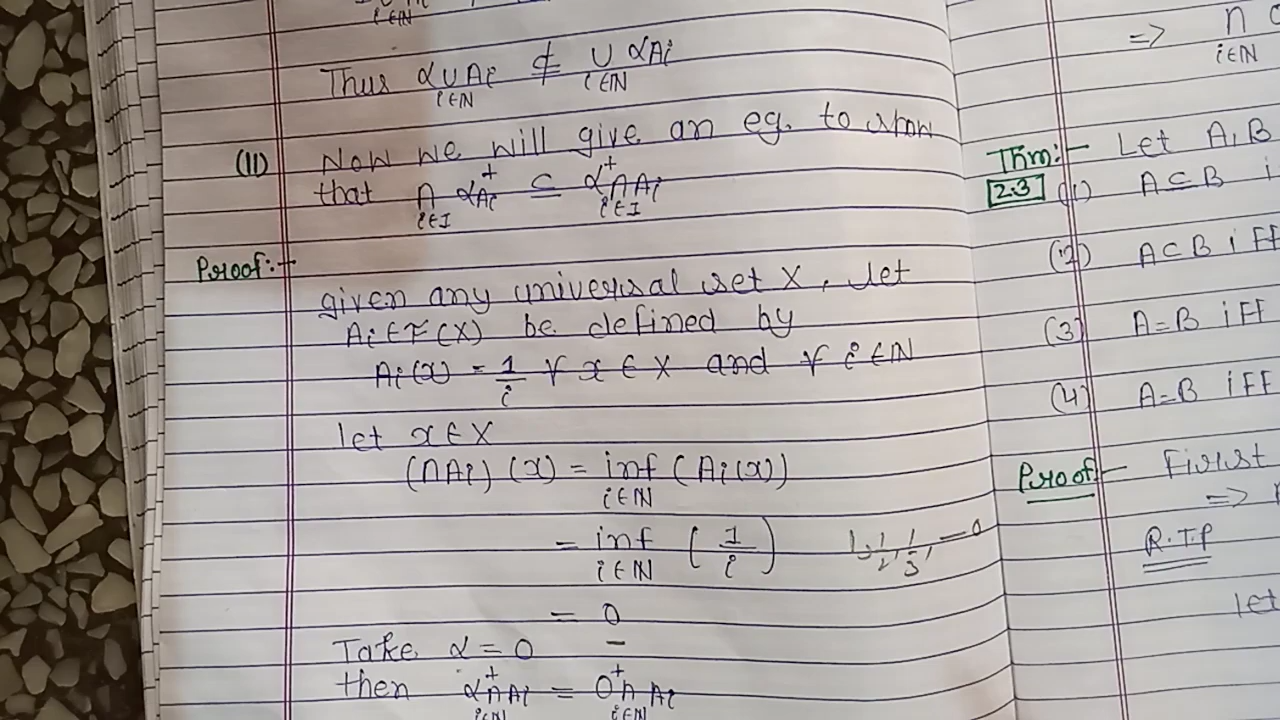 i∈N
Thus α∪Ai ⊄ ∪ αAi
i∈N i∈N
(II) Now we will give an eg. to show
that ∩ α⁺Ai ⊆ α⁺∩Ai
i∈I i∈I
Proof:-
given any universal set X, let
Ai∈F(X) be defined by
Ai(x) = 1/i ∀ x ∈ X and ∀ i ∈ N
let x∈X
(∩Ai) (x) = inf (Ai(x))
i∈N
= inf (1/i) 1, 1/2, 1/3, = 0
i∈N
= 0
Take α = 0
then α⁺∩Ai = 0⁺∩ Ai
i∈N i∈N
=> ∩
i∈N
Thm:- Let A, B
2.3 (1) A⊆B i
(2) A⊂B iff
(3) A=B iff
(4) A=B iff
Proof:- First
=>
R.T.P
let